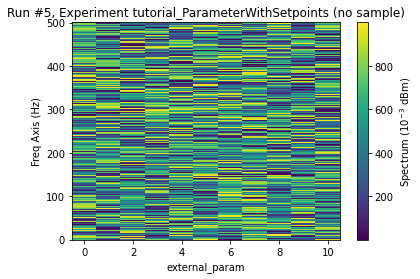 Run #5, Experiment tutorial_ParameterWithSetpoints (no sample)
500
400
300
200
100
0
Freq Axis (Hz)
0 2 4 6 8 10
external_param
800
600
400
200
Spectrum (10⁻³ dBm)